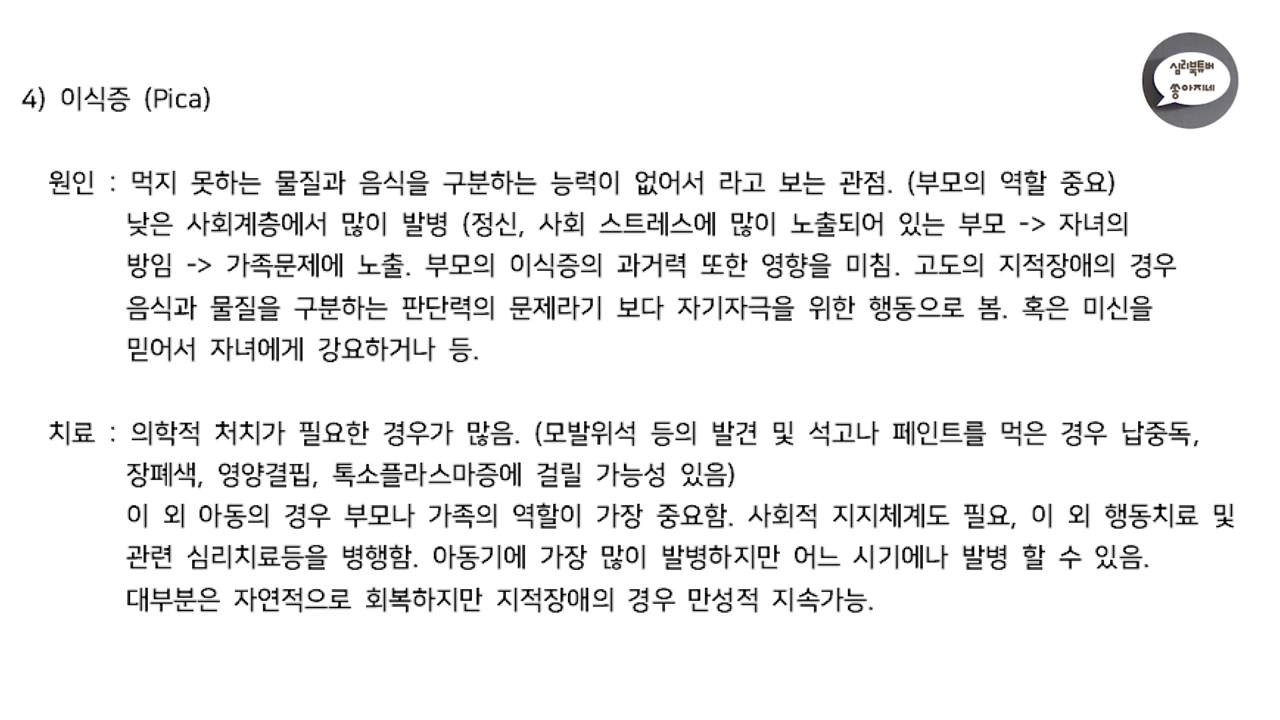 심리북튜버
쏭아지네
4) 이식증 (Pica)
원인 : 먹지 못하는 물질과 음식을 구분하는 능력이 없어서 라고 보는 관점. (부모의 역할 중요)
낮은 사회계층에서 많이 발병 (정신, 사회 스트레스에 많이 노출되어 있는 부모 -> 자녀의
방임 -> 가족문제에 노출. 부모의 이식증의 과거력 또한 영향을 미침. 고도의 지적장애의 경우
음식과 물질을 구분하는 판단력의 문제라기 보다 자기자극을 위한 행동으로 봄. 혹은 미신을
믿어서 자녀에게 강요하거나 등.
치료 : 의학적 처치가 필요한 경우가 많음. (모발위석 등의 발견 및 석고나 페인트를 먹은 경우 납중독,
장폐색, 영양결핍, 톡소플라스마증에 걸릴 가능성 있음)
이 외 아동의 경우 부모나 가족의 역할이 가장 중요함. 사회적 지지체계도 필요, 이 외 행동치료 및
관련 심리치료등을 병행함. 아동기에 가장 많이 발병하지만 어느 시기에나 발병 할 수 있음.
대부분은 자연적으로 회복하지만 지적장애의 경우 만성적 지속가능.